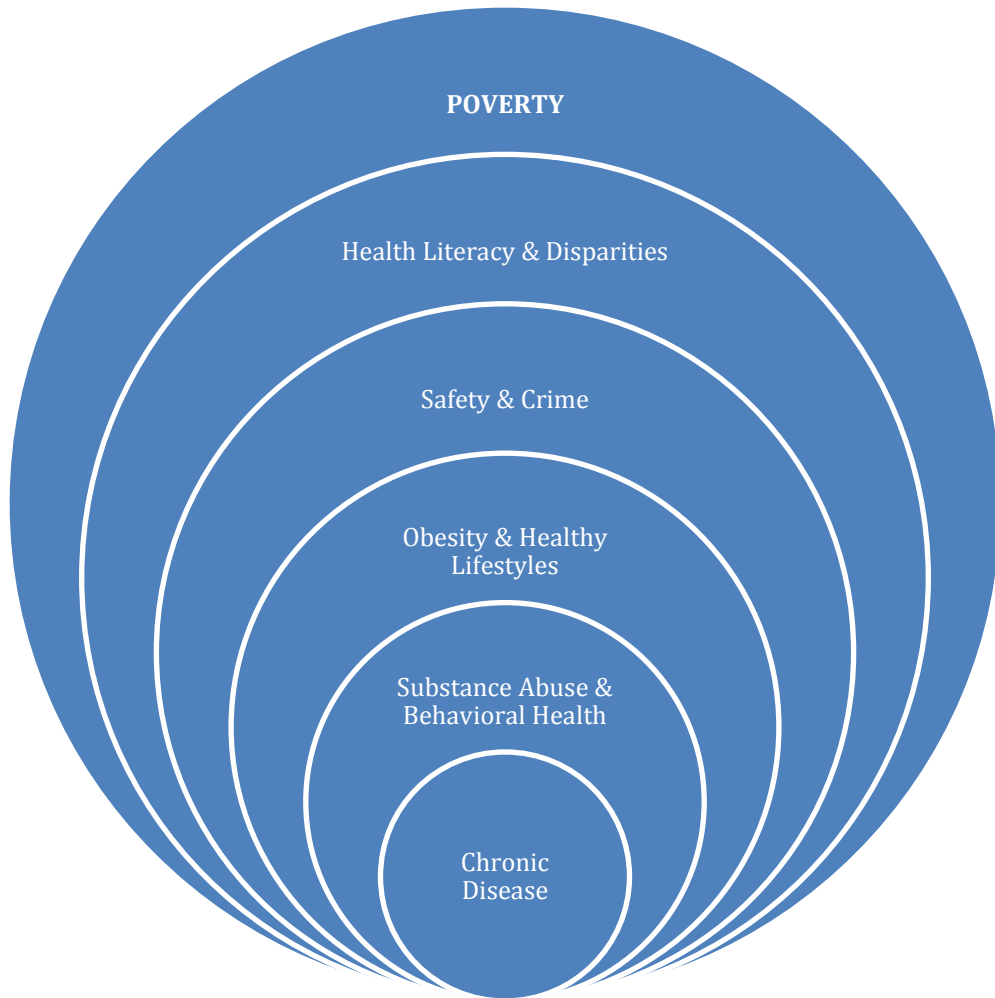 POVERTY
Health Literacy & Disparities
Safety & Crime
Obesity & Healthy
Lifestyles
Substance Abuse &
Behavioral Health
Chronic
Disease